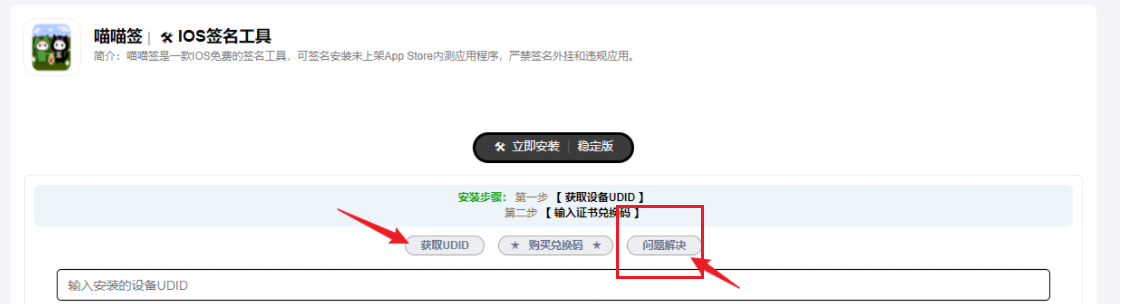 喵喵签 | 🛠 IOS签名工具
简介：喵喵签是一款IOS免费的签名工具，可签名安装未上架App Store内测应用程序，严禁签名外挂和违规应用。
🛠 立即安装 | 稳定版
安装步骤： 第一步 【 获取设备UDID 】
第二步 【 输入证书兑换码 】
获取UDID ★ 购买兑换码 ★ 问题解决
输入安装的设备UDID